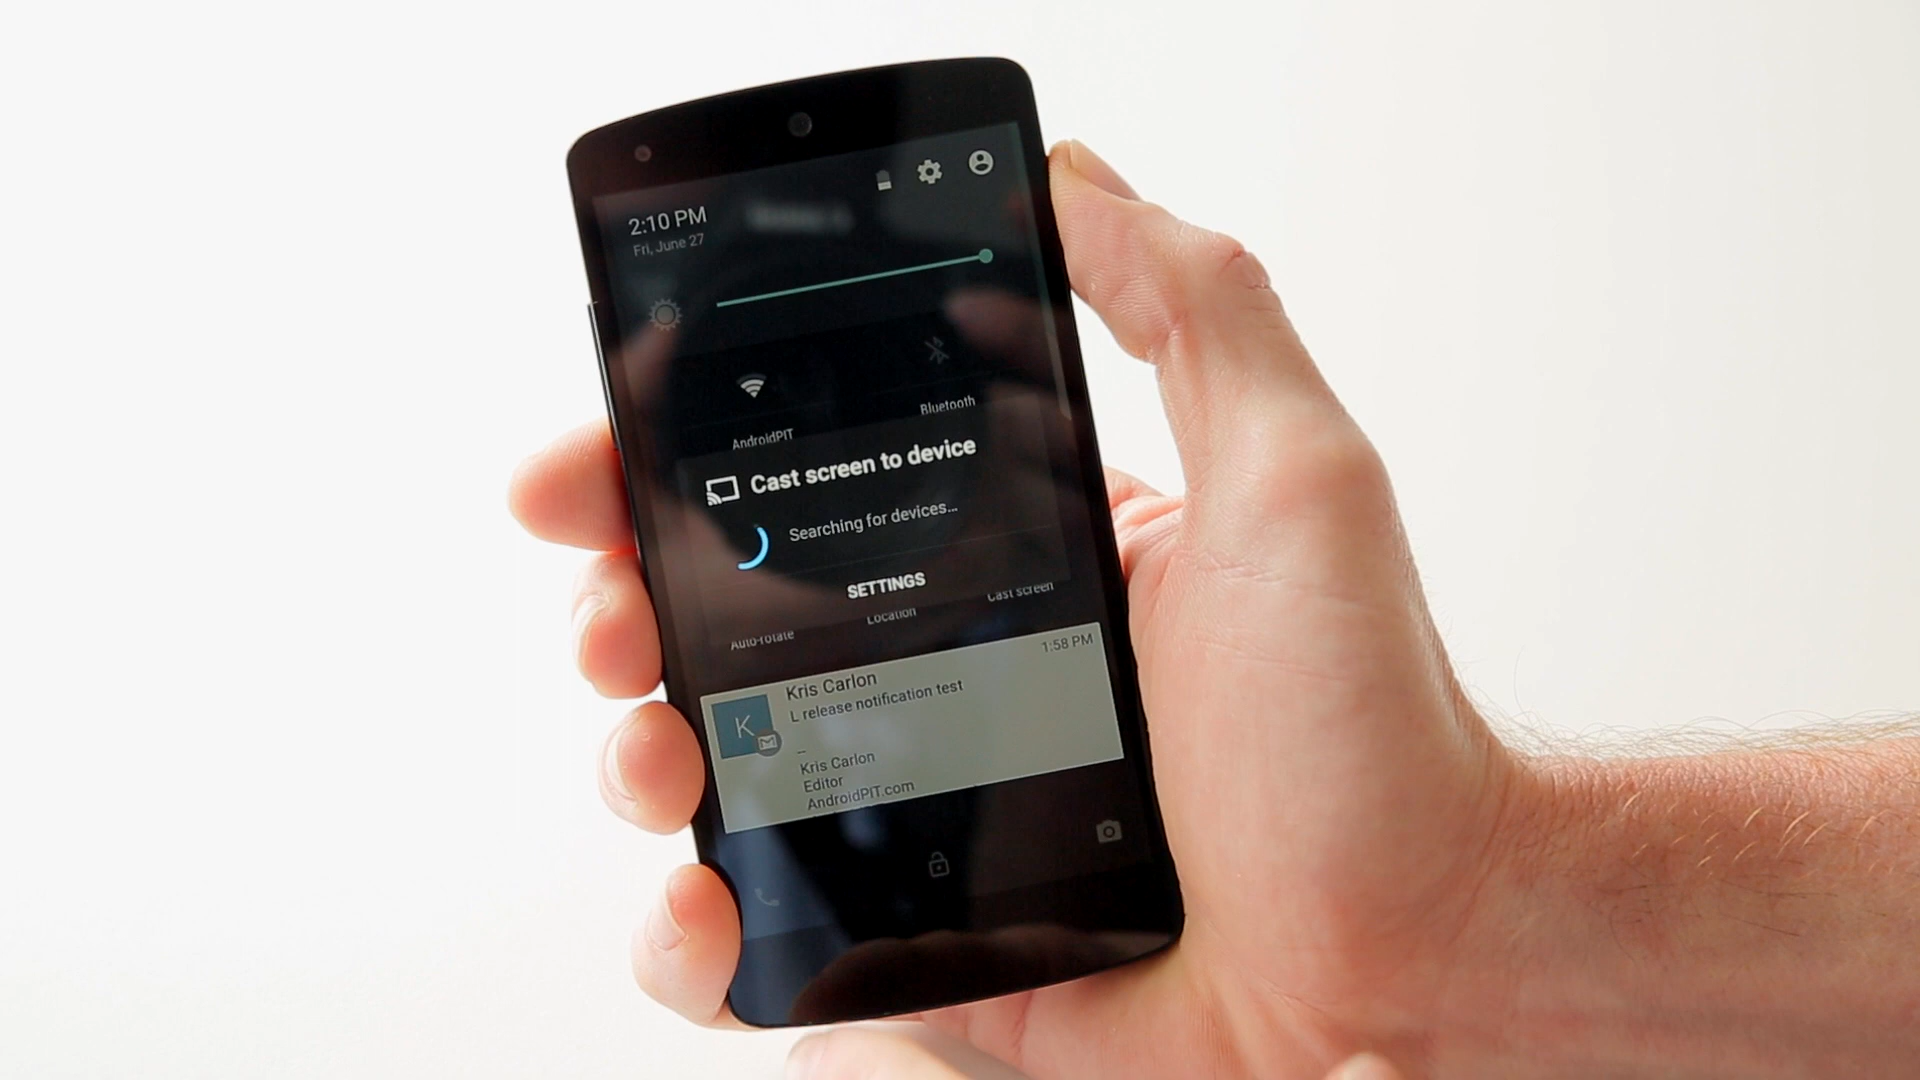 2:10 PM
Fri, June 27
Bluetooth
AndroidPIT
Cast screen to device
Searching for devices...
SETTINGS
Auto-rotate
Location
Cast screen
1:58 PM
Kris Carlon
L release notification test
K
--
Kris Carlon
Editor
AndroidPIT.com